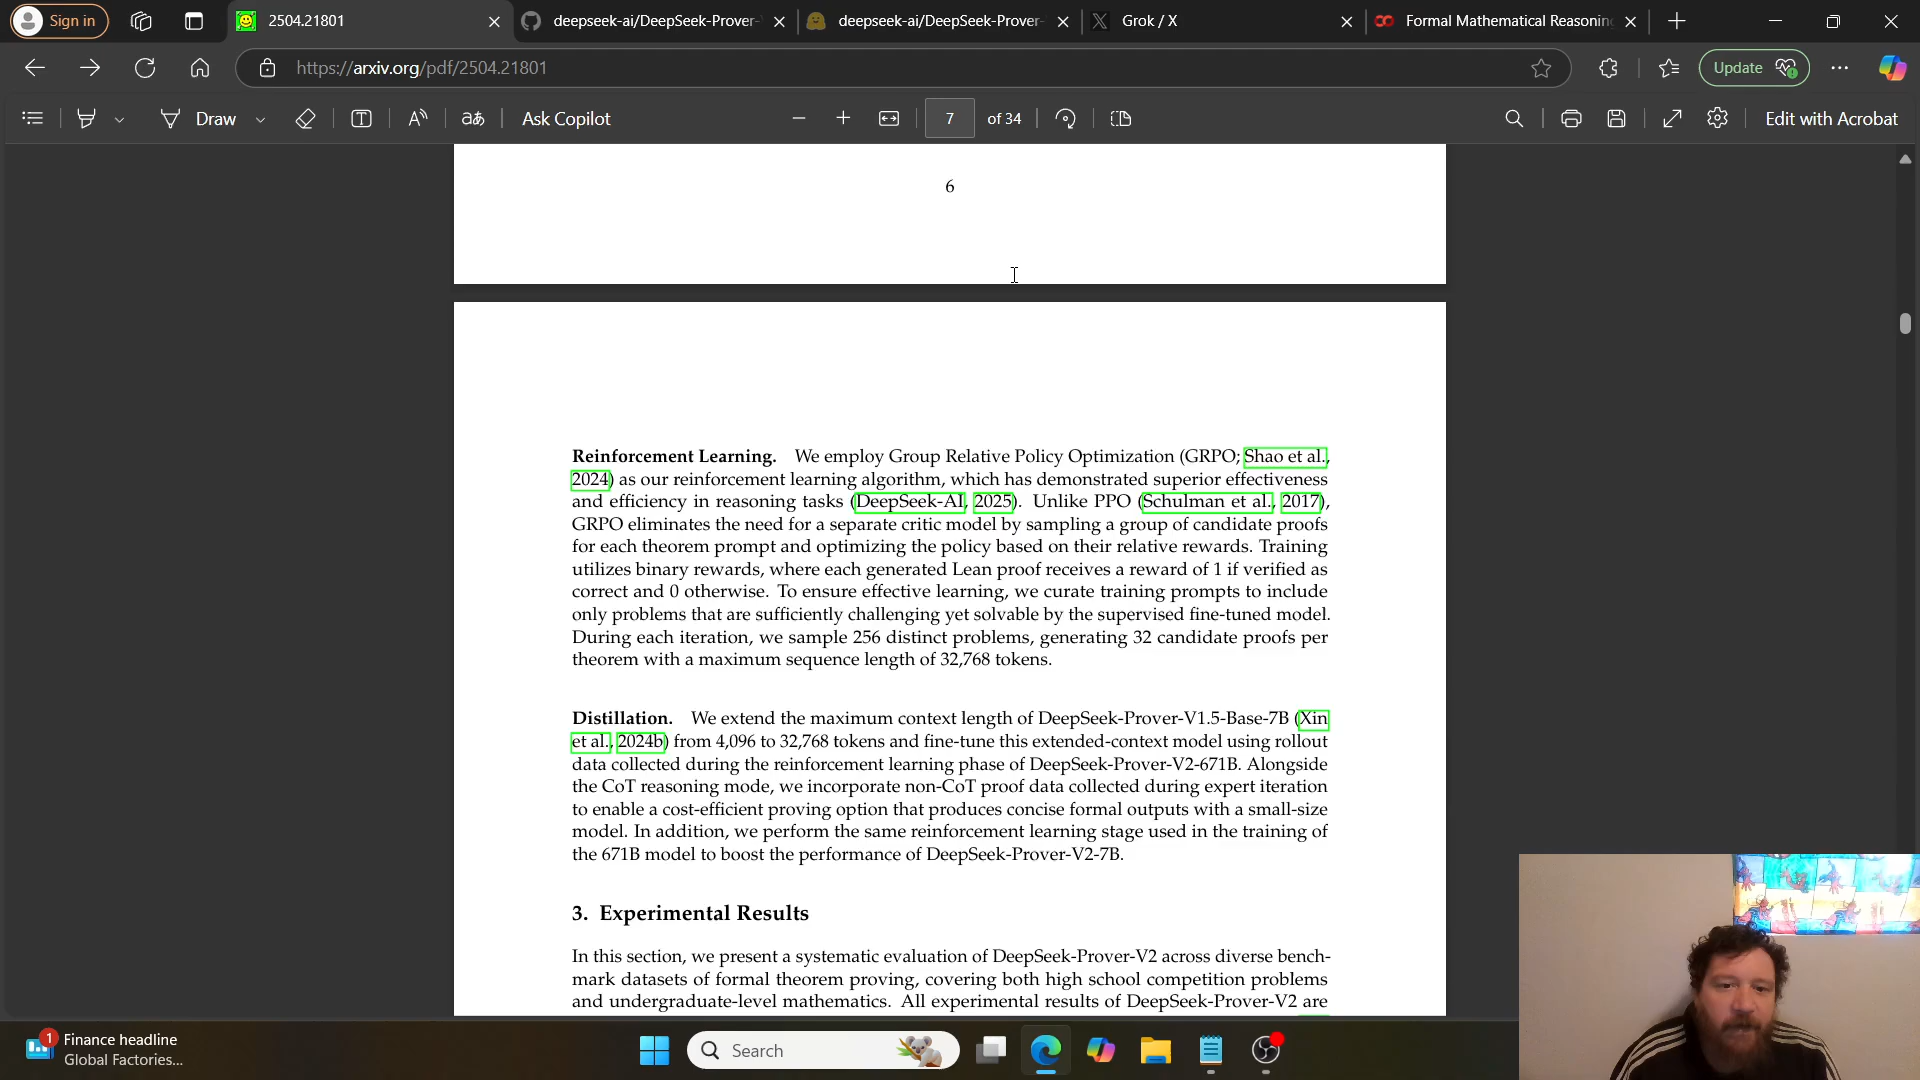 Sign in
2504.21801
deepseek-ai/DeepSeek-Prover-
deepseek-ai/DeepSeek-Prover-
Grok / X
Formal Mathematical Reasoning
https://arxiv.org/pdf/2504.21801
Update
Draw
Ask Copilot
7
of 34
Edit with Acrobat
6
Reinforcement Learning. We employ Group Relative Policy Optimization (GRPO; Shao et al.,
2024) as our reinforcement learning algorithm, which has demonstrated superior effectiveness
and efficiency in reasoning tasks (DeepSeek-AI, 2025). Unlike PPO (Schulman et al., 2017),
GRPO eliminates the need for a separate critic model by sampling a group of candidate proofs
for each theorem prompt and optimizing the policy based on their relative rewards. Training
utilizes binary rewards, where each generated Lean proof receives a reward of 1 if verified as
correct and 0 otherwise. To ensure effective learning, we curate training prompts to include
only problems that are sufficiently challenging yet solvable by the supervised fine-tuned model.
During each iteration, we sample 256 distinct problems, generating 32 candidate proofs per
theorem with a maximum sequence length of 32,768 tokens.
Distillation. We extend the maximum context length of DeepSeek-Prover-V1.5-Base-7B (Xin
et al., 2024b) from 4,096 to 32,768 tokens and fine-tune this extended-context model using rollout
data collected during the reinforcement learning phase of DeepSeek-Prover-V2-671B. Alongside
the CoT reasoning mode, we incorporate non-CoT proof data collected during expert iteration
to enable a cost-efficient proving option that produces concise formal outputs with a small-size
model. In addition, we perform the same reinforcement learning stage used in the training of
the 671B model to boost the performance of DeepSeek-Prover-V2-7B.
3. Experimental Results
In this section, we present a systematic evaluation of DeepSeek-Prover-V2 across diverse bench-
mark datasets of formal theorem proving, covering both high school competition problems
and undergraduate-level mathematics. All experimental results of DeepSeek-Prover-V2 are
1
Finance headline
Global Factories...
Search